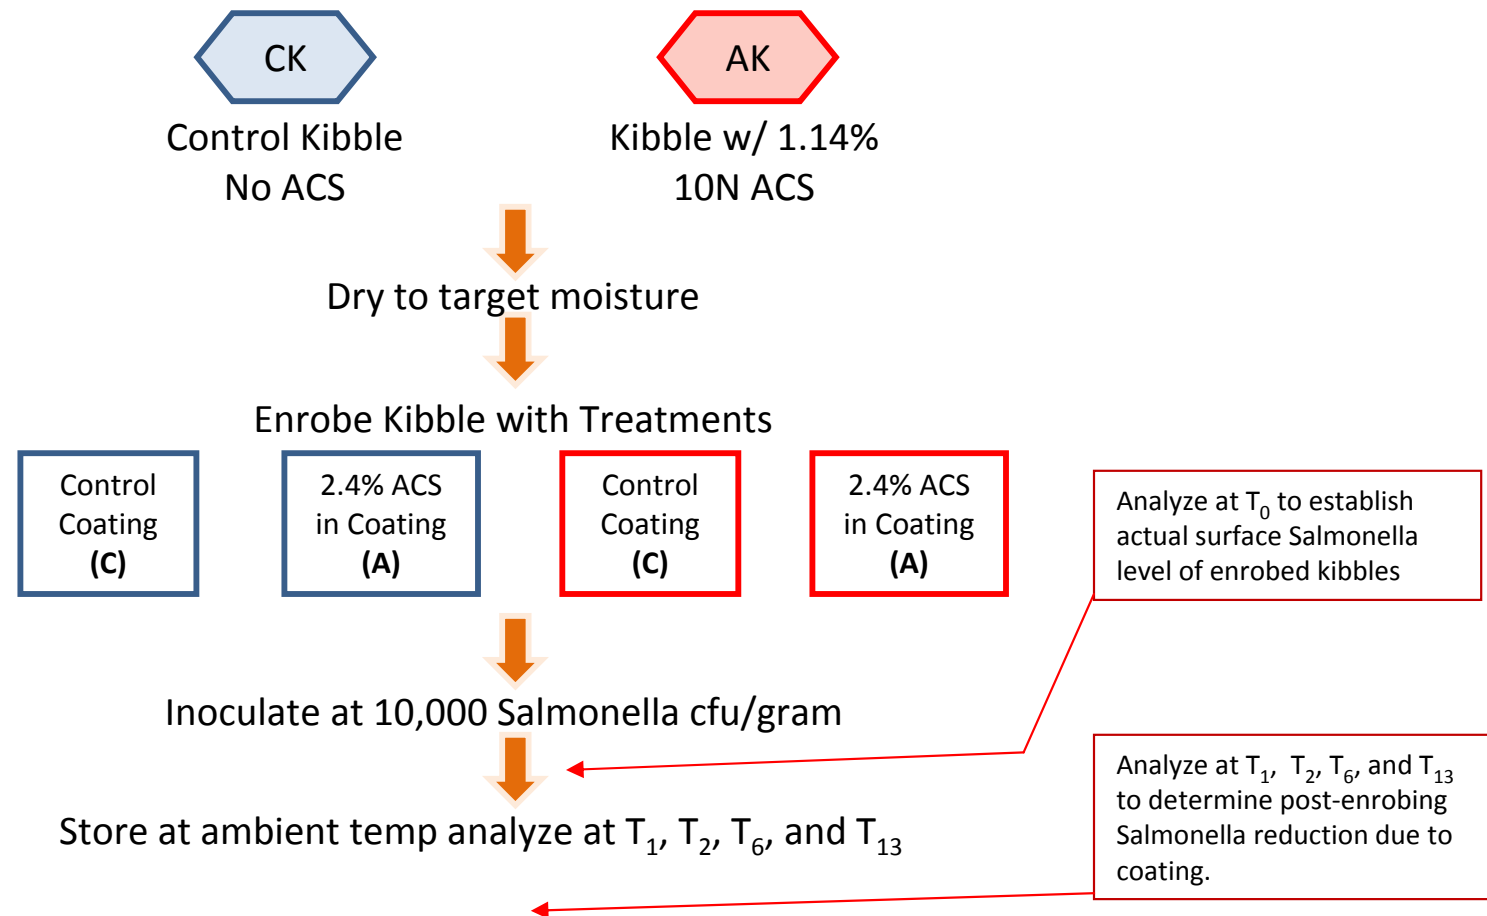 CK
AK
Control Kibble
No ACS
Kibble w/ 1.14%
10N ACS
Dry to target moisture
Enrobe Kibble with Treatments
Control
Coating
(C)
2.4% ACS
in Coating
(A)
Control
Coating
(C)
2.4% ACS
in Coating
(A)
Analyze at T₀ to establish
actual surface Salmonella
level of enrobed kibbles
Inoculate at 10,000 Salmonella cfu/gram
Store at ambient temp analyze at T₁, T₂, T₆, and T₁₃
Analyze at T₁, T₂, T₆, and T₁₃
to determine post-enrobing
Salmonella reduction due to
coating.